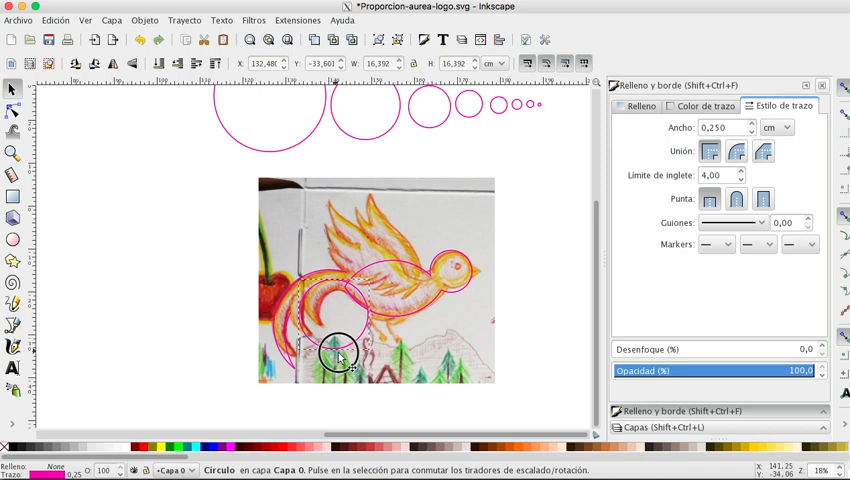 *Proporcion-aurea-logo.svg - Inkscape
Archivo Edición Ver Capa Objeto Trayecto Texto Filtros Extensiones Ayuda
X: 132,480 Y: -33,601 W: 16,392 H: 16,392 cm
Relleno y borde (Shift+Ctrl+F)
Relleno Color de trazo Estilo de trazo
Ancho: 0,250 cm
Unión:
Límite de inglete: 4,00
Punta:
Guiones: 0,00
Markers:
Desenfoque (%) 0,0
Opacidad (%) 100,0
Relleno y borde (Shift+Ctrl+F)
Capas (Shift+Ctrl+L)
Relleno: None
Trazo: 0,25
O: 100
Capa 0
Círculo en capa Capa 0. Pulse en la selección para conmutar los tiradores de escalado/rotación.
X: 141,25
Y: -34,06
Z: 18%